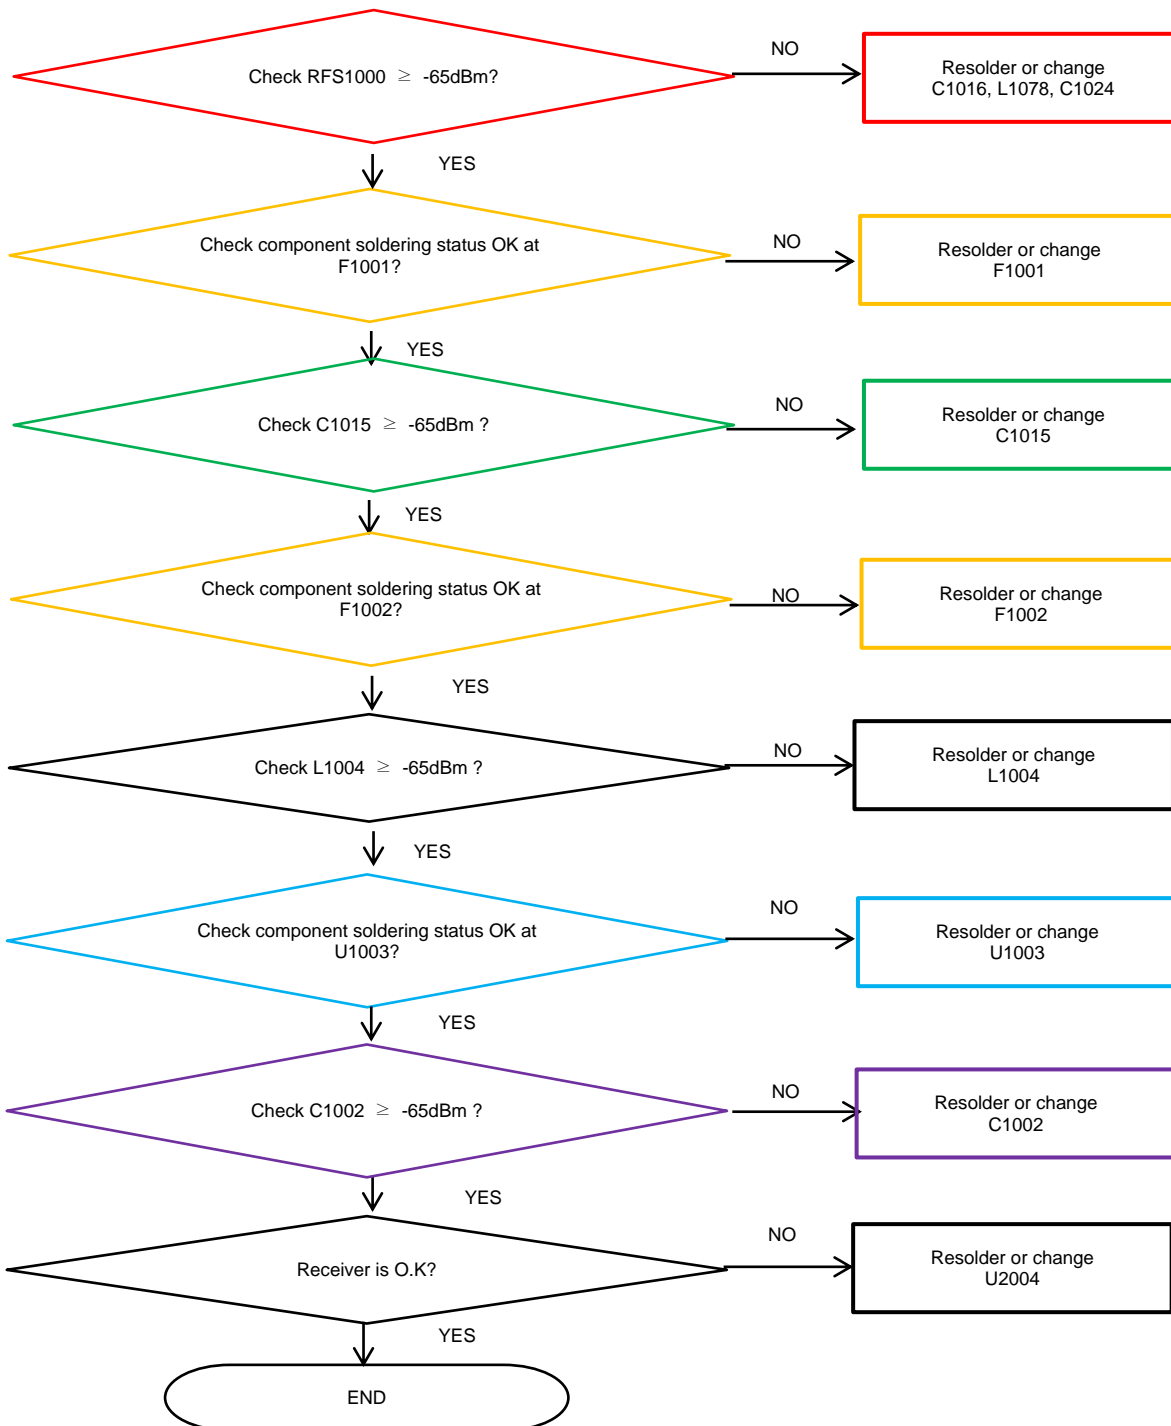 Check RFS1000 ≥ -65dBm?
NO
Resolder or change
C1016, L1078, C1024
YES
Check component soldering status OK at
F1001?
NO
Resolder or change
F1001
YES
Check C1015 ≥ -65dBm ?
NO
Resolder or change
C1015
YES
Check component soldering status OK at
F1002?
NO
Resolder or change
F1002
YES
Check L1004 ≥ -65dBm ?
NO
Resolder or change
L1004
YES
Check component soldering status OK at
U1003?
NO
Resolder or change
U1003
YES
Check C1002 ≥ -65dBm ?
NO
Resolder or change
C1002
YES
Receiver is O.K?
NO
Resolder or change
U2004
YES
END